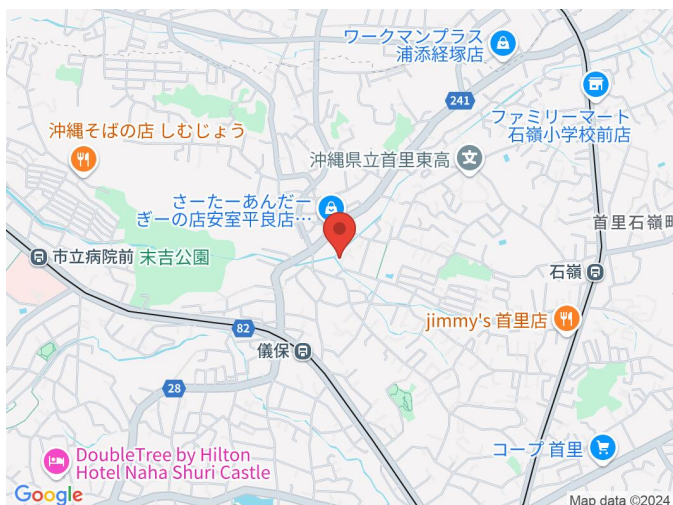 ワークマンプラス
浦添経塚店
241
ファミリーマート
石嶺小学校前店
沖縄そばの店 しむじょう
沖縄県立首里東高
さーたーあんだー
ぎーの店安室平良店…
首里石嶺町
市立病院前
末吉公園
石嶺
jimmy's 首里店
82
儀保
28
コープ 首里
DoubleTree by Hilton
Hotel Naha Shuri Castle
Google
Map data ©2024